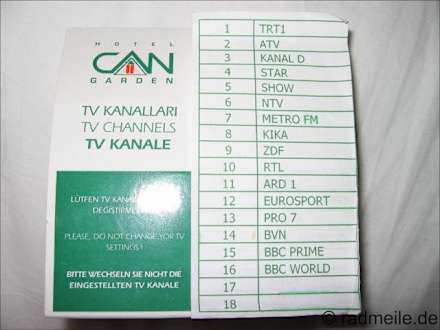 HOTEL
CAN
GARDEN
TV KANALLARI
TV CHANNELS
TV KANALE
LÜTFEN TV
PLEASE, DO NOT CHANGE YOR TV
SETTINGS!
BITTE WECHSELN SIE NICHT DIE
EINGESTELLTEN TV KANALE
1 TRT1
2 ATV
3 KANAL D
4 STAR
5 SHOW
6 NTV
7 METRO FM
8 KIKA
9 ZDF
10 RTL
11 ARD 1
12 EUROSPORT
13 PRO 7
14 BVN
15 BBC PRIME
16 BBC WORLD
17
18
© radmeile.de